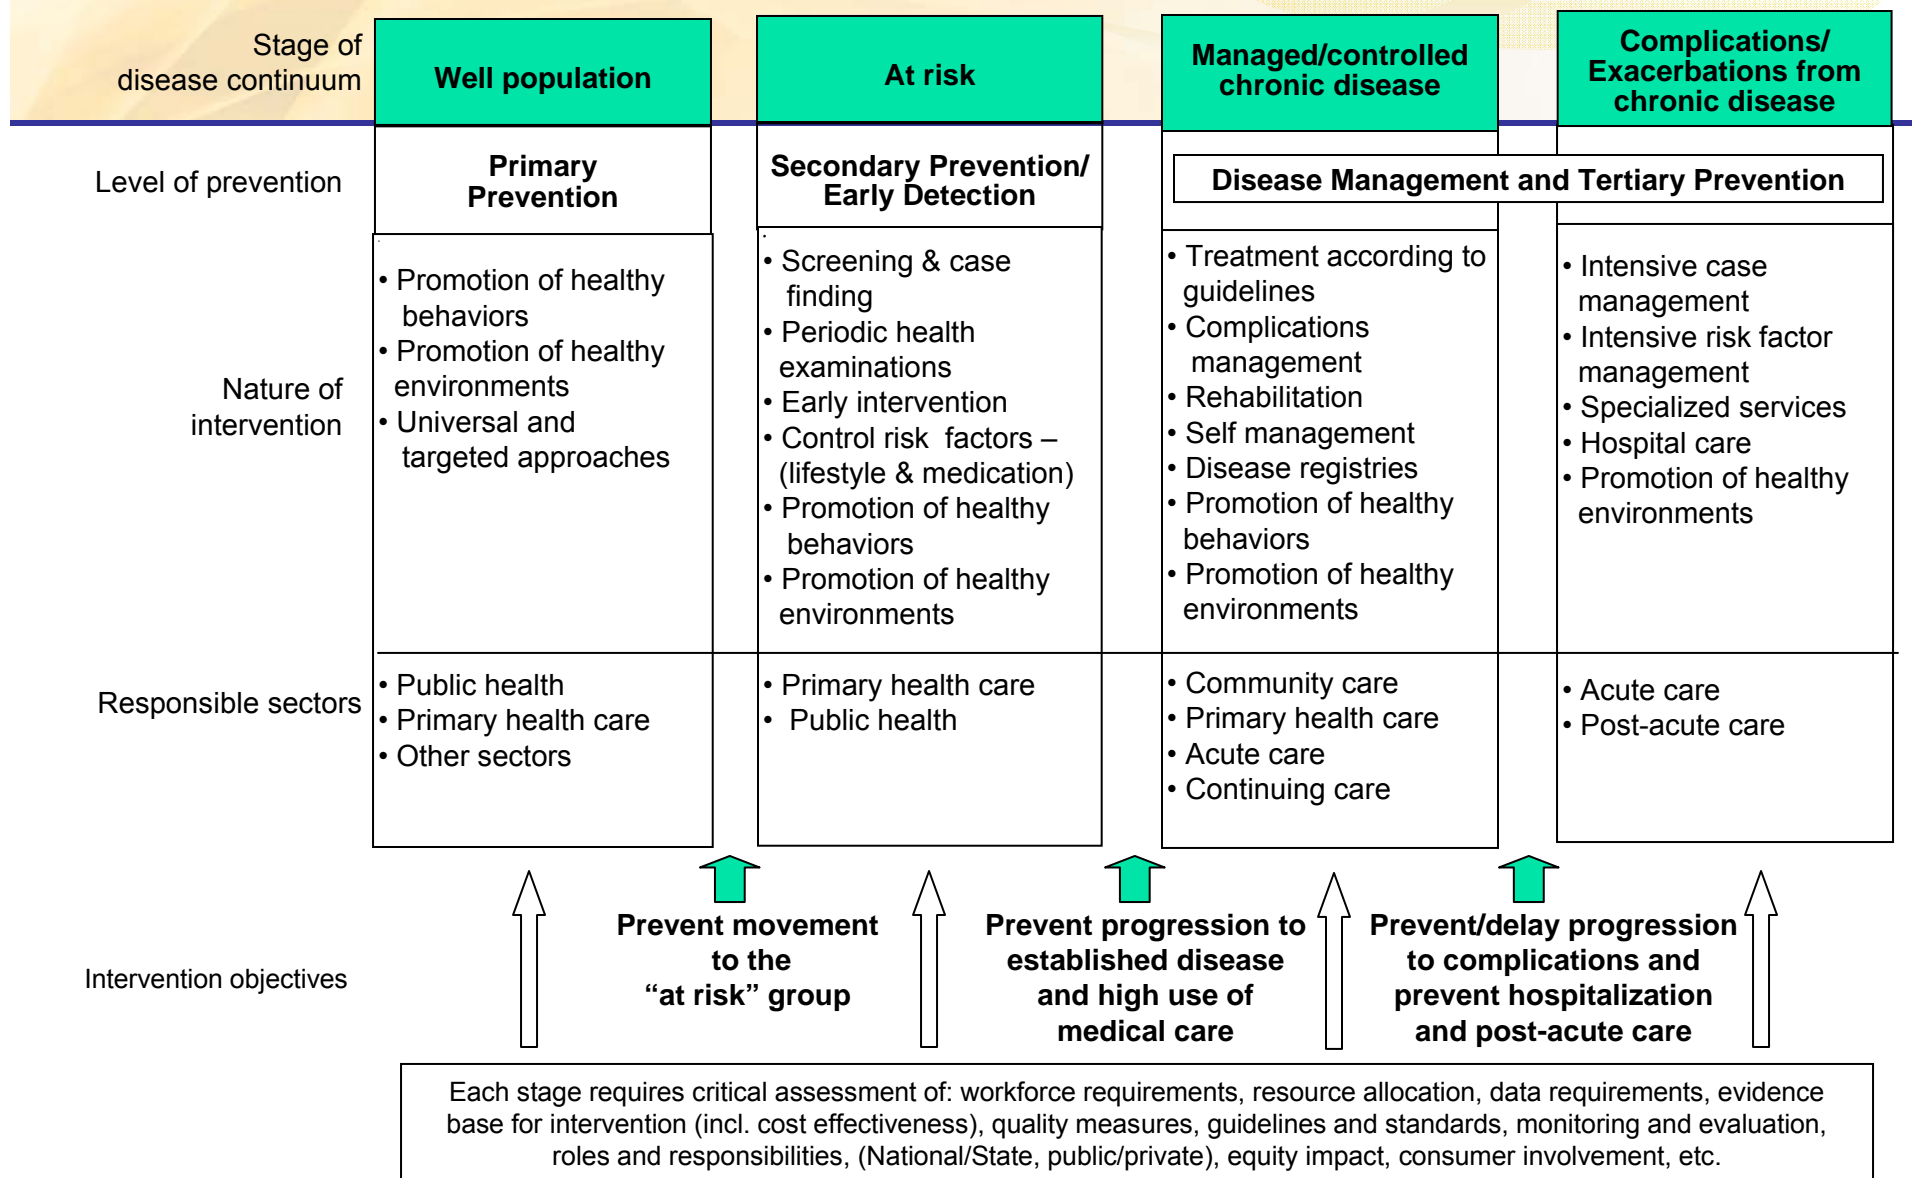 Stage of
disease continuum
Well population
At risk
Managed/controlled
chronic disease
Complications/
Exacerbations from
chronic disease
Level of prevention
Primary
Prevention
Secondary Prevention/
Early Detection
Disease Management and Tertiary Prevention
Nature of
intervention
• Promotion of healthy
behaviors
• Promotion of healthy
environments
• Universal and
targeted approaches
• Screening & case
finding
• Periodic health
examinations
• Early intervention
• Control risk factors –
(lifestyle & medication)
• Promotion of healthy
behaviors
• Promotion of healthy
environments
• Treatment according to
guidelines
• Complications
management
• Rehabilitation
• Self management
• Disease registries
• Promotion of healthy
behaviors
• Promotion of healthy
environments
• Intensive case
management
• Intensive risk factor
management
• Specialized services
• Hospital care
• Promotion of healthy
environments
Responsible sectors
• Public health
• Primary health care
• Other sectors
• Primary health care
• Public health
• Community care
• Primary health care
• Acute care
• Continuing care
• Acute care
• Post-acute care
Intervention objectives
Prevent movement
to the
“at risk” group
Prevent progression to
established disease
and high use of
medical care
Prevent/delay progression
to complications and
prevent hospitalization
and post-acute care
Each stage requires critical assessment of: workforce requirements, resource allocation, data requirements, evidence
base for intervention (incl. cost effectiveness), quality measures, guidelines and standards, monitoring and evaluation,
roles and responsibilities, (National/State, public/private), equity impact, consumer involvement, etc.